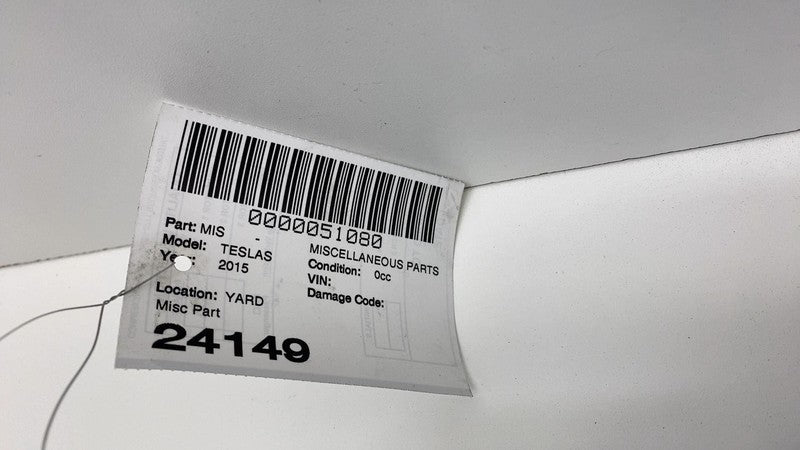 0000051080
Part: MIS - MISCELLANEOUS PARTS
Model: TESLAS Condition: 0cc
Year: 2015 VIN:
Location: YARD Damage Code:
Misc Part
24149